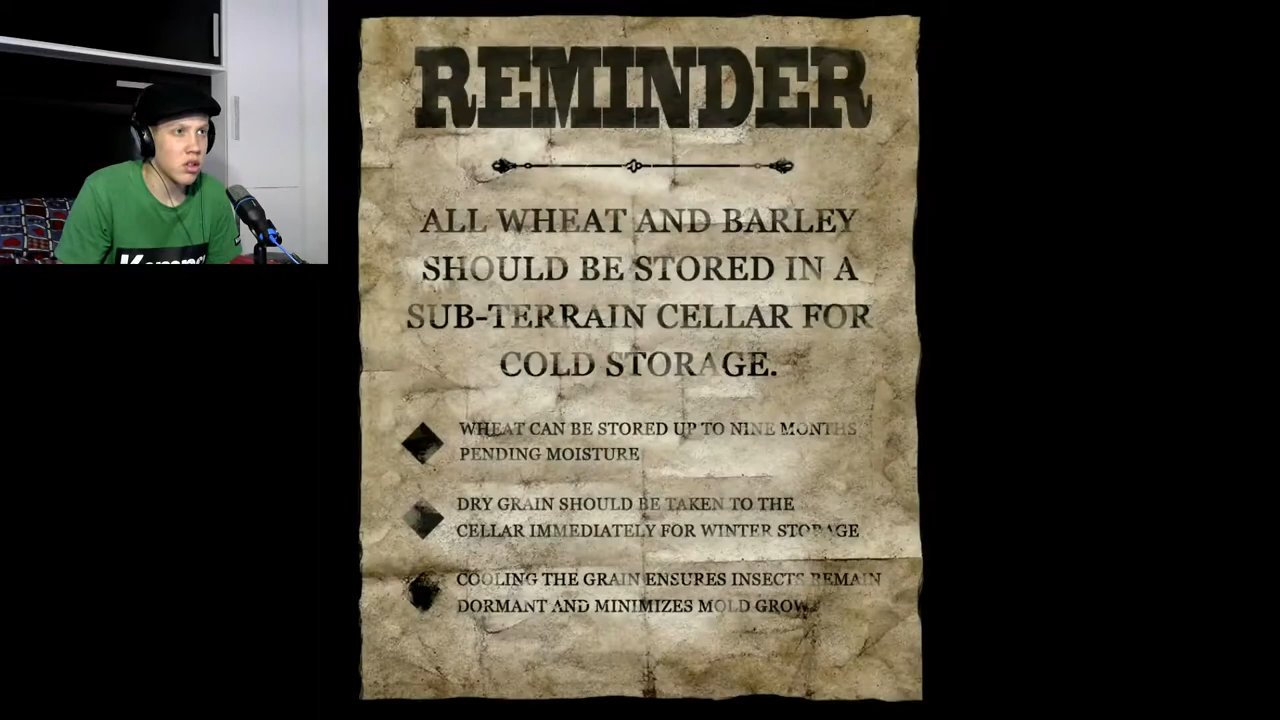 REMINDER
ALL WHEAT AND BARLEY
SHOULD BE STORED IN A
SUB-TERRAIN CELLAR FOR
COLD STORAGE.
WHEAT CAN BE STORED UP TO NINE MONTHS
PENDING MOISTURE
DRY GRAIN SHOULD BE TAKEN TO THE
CELLAR IMMEDIATELY FOR WINTER STORAGE
COOLING THE GRAIN ENSURES INSECTS REMAIN
DORMANT AND MINIMIZES MOLD